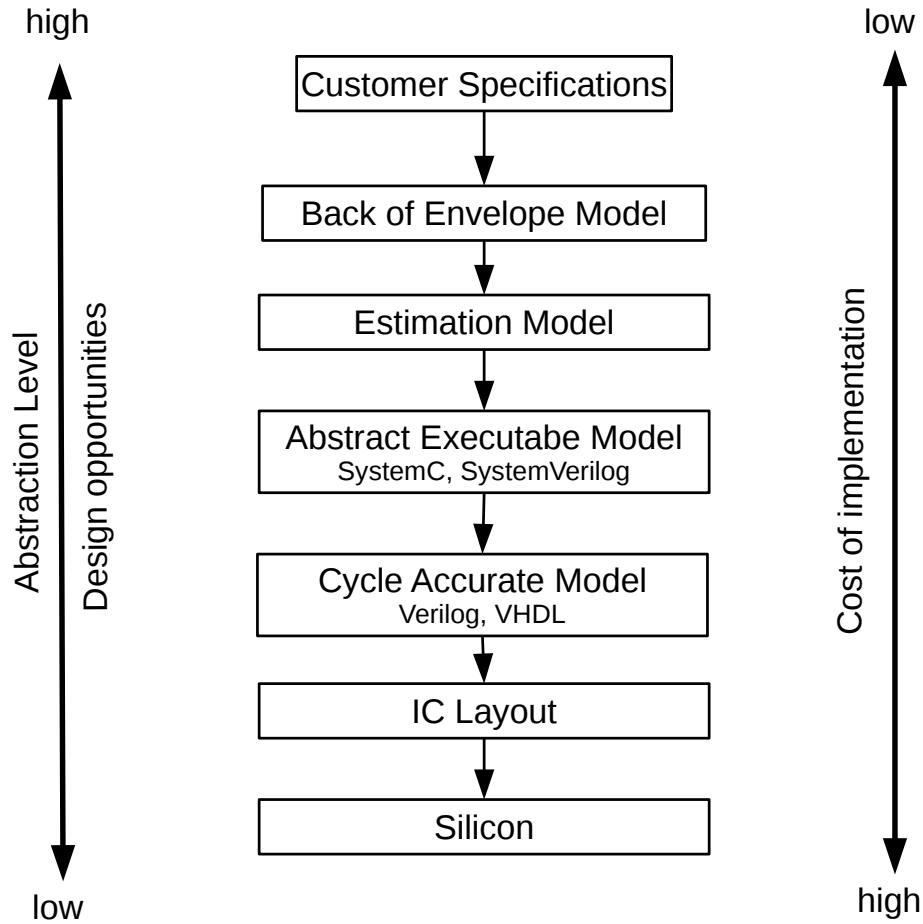 high
low
Customer Specifications
Back of Envelope Model
Estimation Model
Abstract Executabe Model
SystemC, SystemVerilog
Cycle Accurate Model
Verilog, VHDL
IC Layout
Silicon
Abstraction Level
Design opportunities
Cost of implementation
low
high